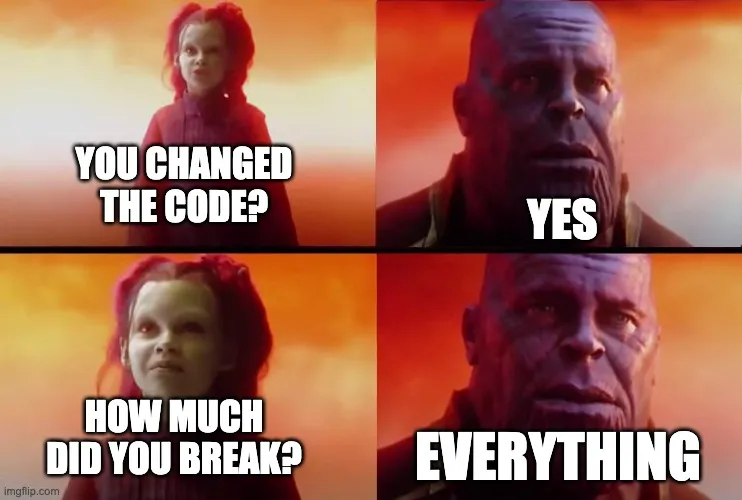 YOU CHANGED
THE CODE?
YES
HOW MUCH
DID YOU BREAK?
EVERYTHING
imgflip.com